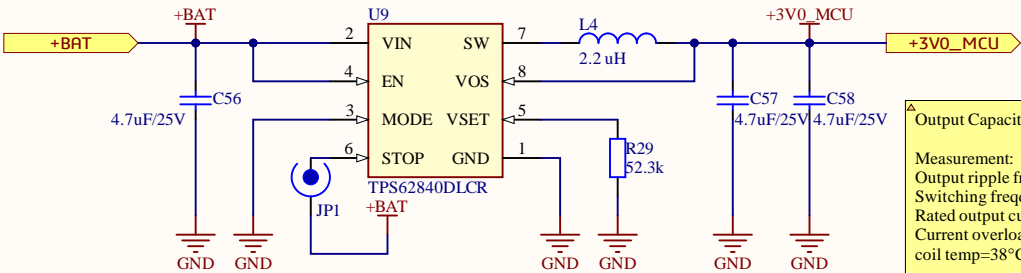 +BAT
+BAT
C56
4.7uF/25V
GND
GND
U9
2 VIN SW 7
4 EN VOS 8
3 MODE VSET 5
6 STOP GND 1
TPS62840DLCR
JP1
+BAT
L4
2.2 uH
GND
R29
52.3k
GND
+3V0_MCU
+3V0_MCU
C57
4.7uF/25V
GND
C58
4.7uF/25V
GND
Output
Measurement:
Output ripple
Switching
Rated output
Current
coil temp=38°